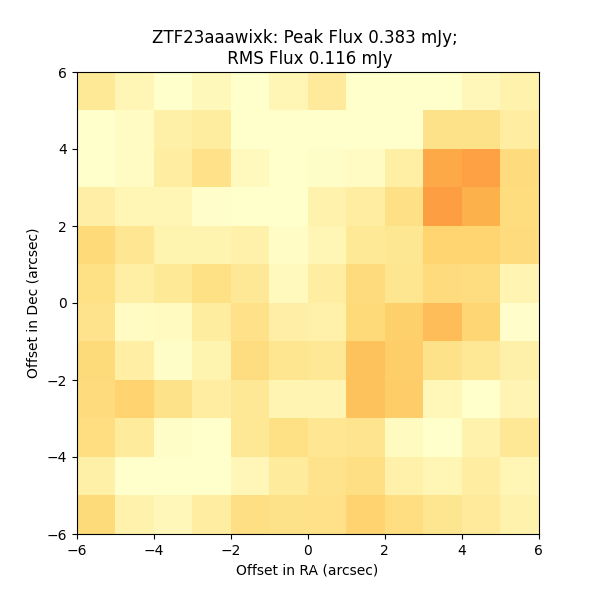 ZTF23aaawixk: Peak Flux 0.383 mJy;
RMS Flux 0.116 mJy
6
4
2
0
−2
−4
−6
Offset in Dec (arcsec)
−6 −4 −2 0 2 4 6
Offset in RA (arcsec)